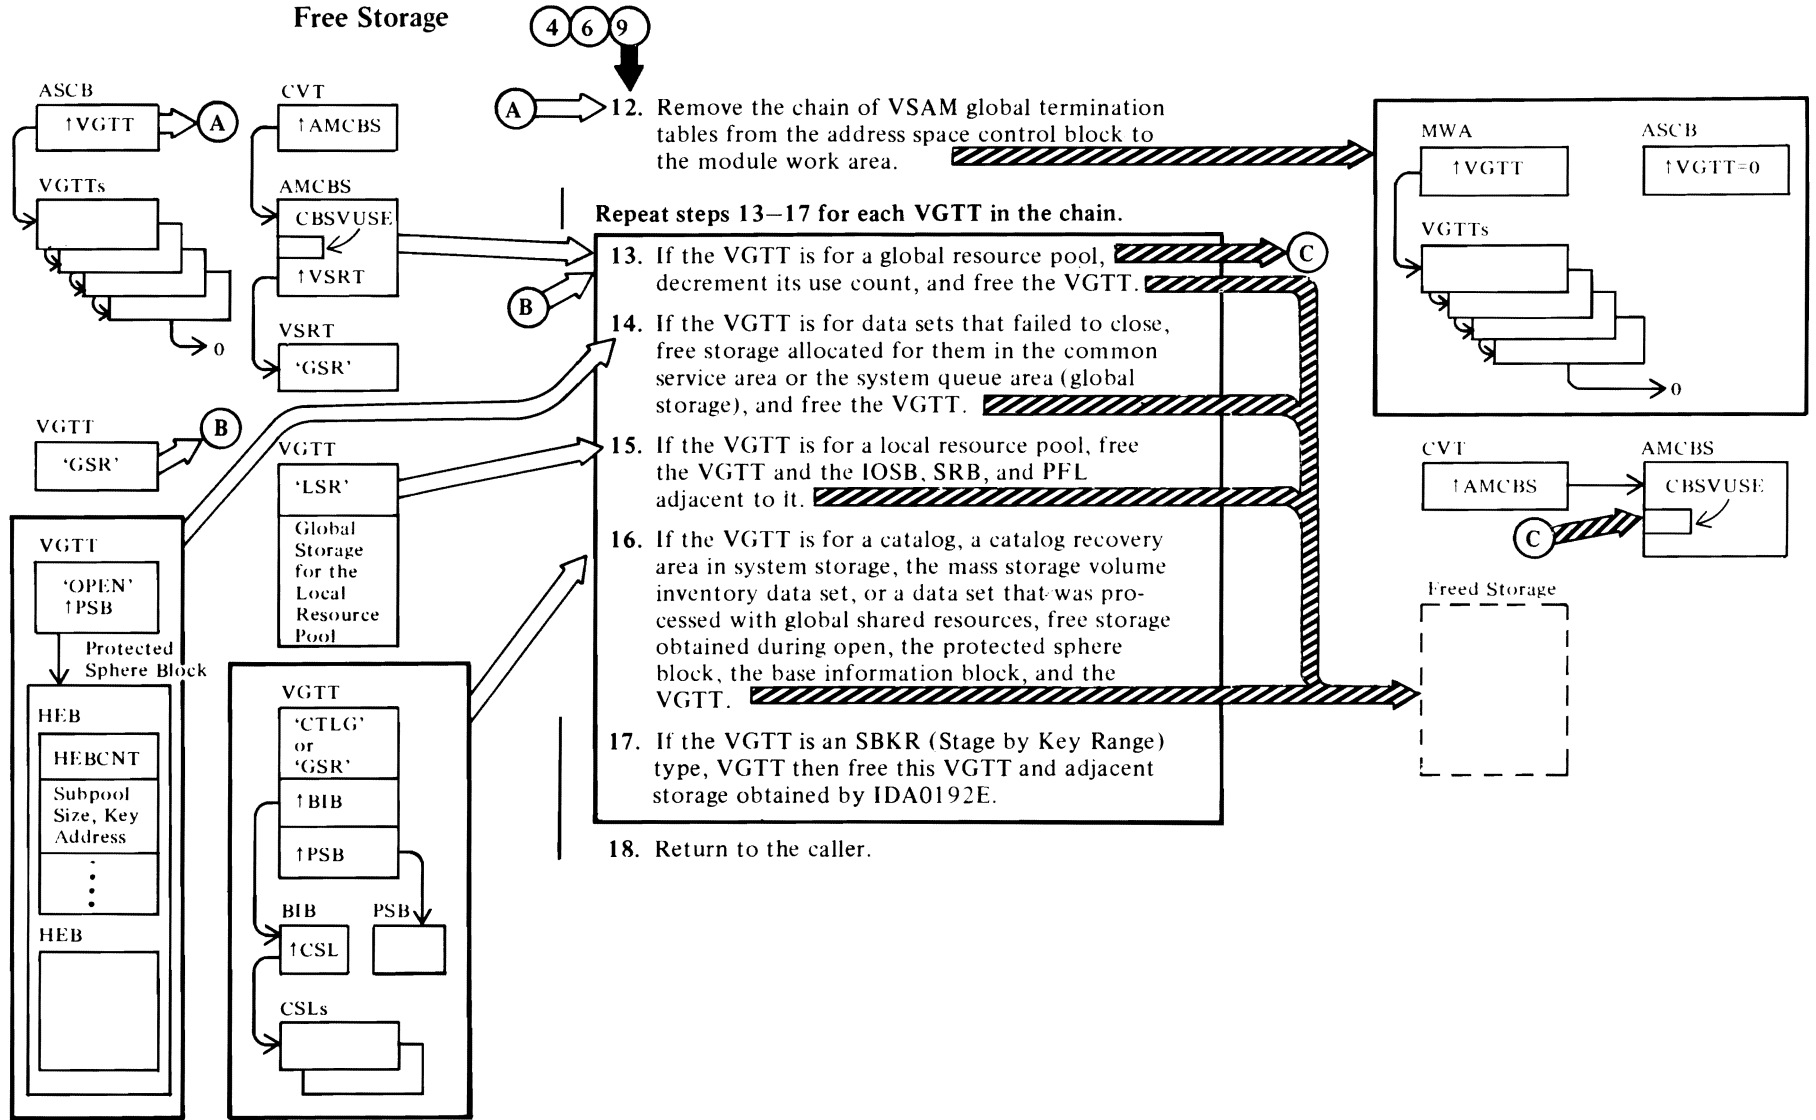 Free Storage
4 6 9
ASCB
↑VGTT
A
VGTTs
0
CVT
↑AMCBS
AMCBS
CBSVUSE
↑VSRT
VSRT
'GSR'
VGTT
'GSR'
B
VGTT
'OPEN'
↑PSB
Protected
Sphere Block
HEB
HEBCNT
Subpool
Size, Key
Address
HEB
VGTT
'LSR'
Global
Storage
for the
Local
Resource
Pool
VGTT
'CTLG'
or
'GSR'
↑BIB
↑PSB
BIB
↑CSL
PSB
CSLs
A
12. Remove the chain of VSAM global termination
tables from the address space control block to
the module work area.
Repeat steps 13–17 for each VGTT in the chain.
B
13. If the VGTT is for a global resource pool,
decrement its use count, and free the VGTT.
C
14. If the VGTT is for data sets that failed to close,
free storage allocated for them in the common
service area or the system queue area (global
storage), and free the VGTT.
15. If the VGTT is for a local resource pool, free
the VGTT and the IOSB, SRB, and PFL
adjacent to it.
16. If the VGTT is for a catalog, a catalog recovery
area in system storage, the mass storage volume
inventory data set, or a data set that was pro-
cessed with global shared resources, free storage
obtained during open, the protected sphere
block, the base information block, and the
VGTT.
17. If the VGTT is an SBKR (Stage by Key Range)
type, VGTT then free this VGTT and adjacent
storage obtained by IDA0192E.
18. Return to the caller.
MWA
↑VGTT
ASCB
↑VGTT=0
VGTTs
0
CVT
↑AMCBS
AMCBS
CBSVUSE
C
Freed Storage